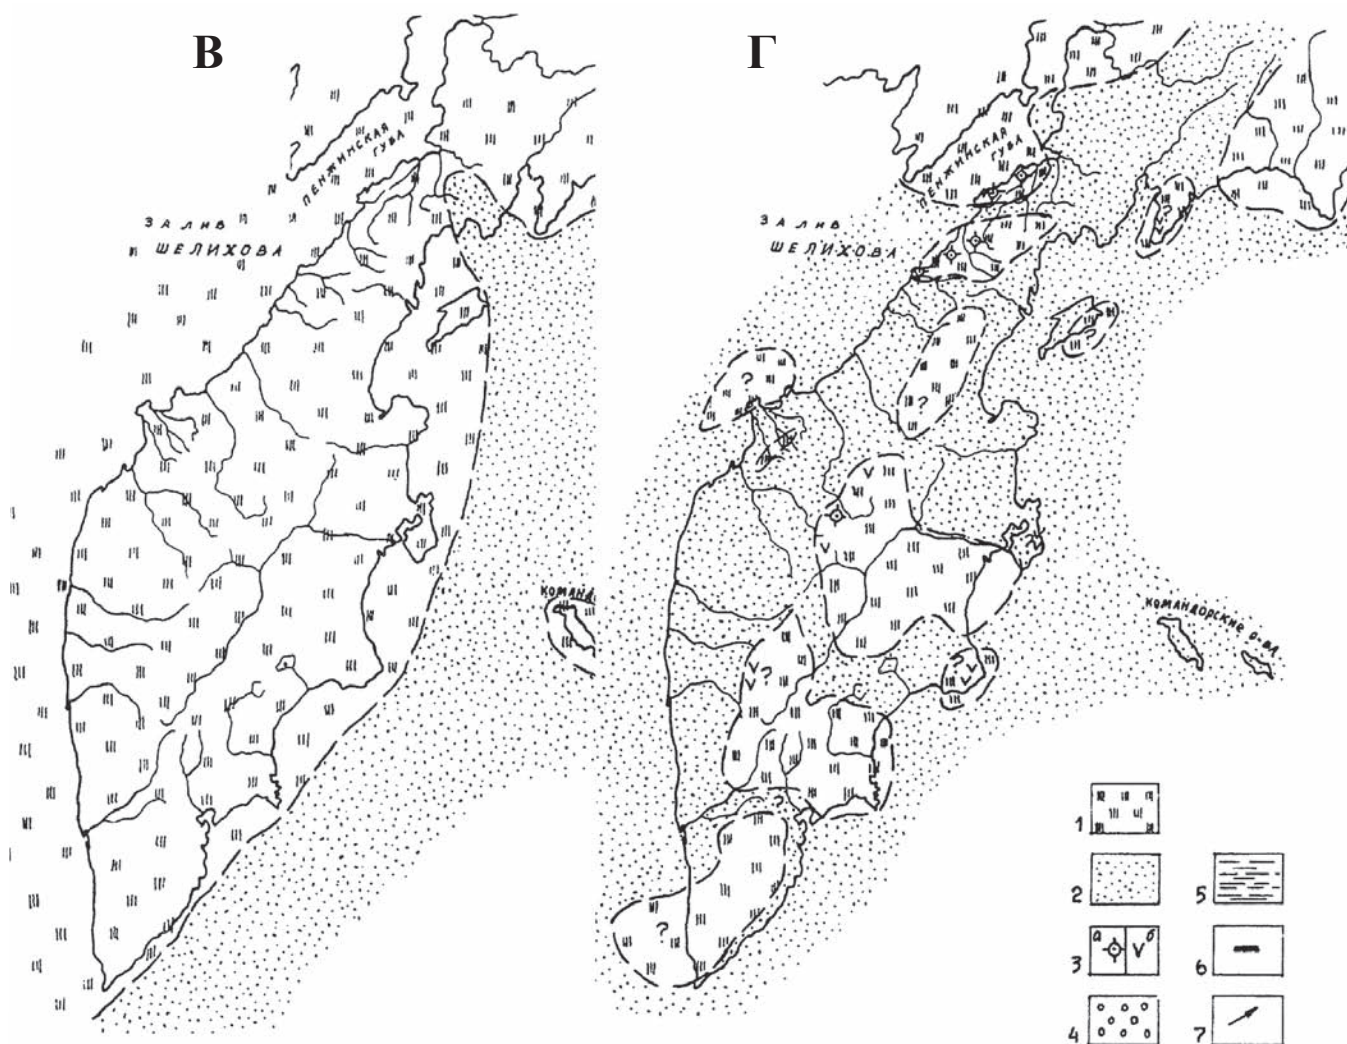 В
ПЕНЖИНСКАЯ
ГУБА
ЗАЛИВ
ШЕЛИХОВА
Г
ПЕНЖИНСКАЯ
ГУБА
ЗАЛИВ
ШЕЛИХОВА
?
?
?
КОМАНД
КОМАНДОРСКИЕ О-ВА
V
V
?
V
V
?
V
?
?
1
2
5
3
а
б
V
6
4
7